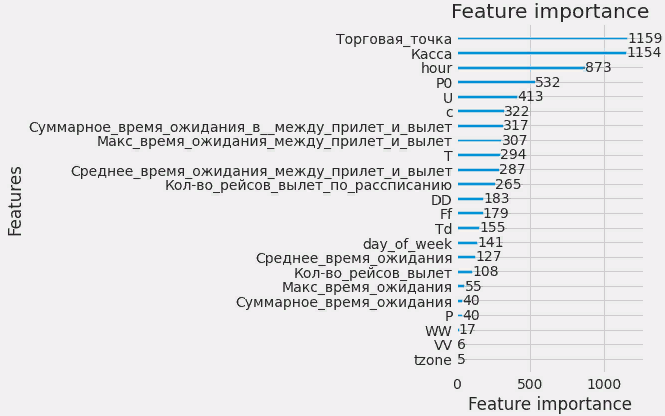 Feature importance
Торговая_точка 1159
Касса 1154
hour 873
P0 532
U 413
c 322
Суммарное_время_ожидания_в__между_прилет_и_вылет 317
Макс_время_ожидания_между_прилет_и_вылет 307
T 294
Среднее_время_ожидания_между_прилет_и_вылет 287
Кол-во_рейсов_вылет_по_рассписанию 265
DD 183
Ff 179
Td 155
day_of_week 141
Среднее_время_ожидания 127
Кол-во_рейсов_вылет 108
Макс_время_ожидания 55
Суммарное_время_ожидания 40
P 40
WW 17
VV 6
tzone 5
Features
0 500 1000
Feature importance